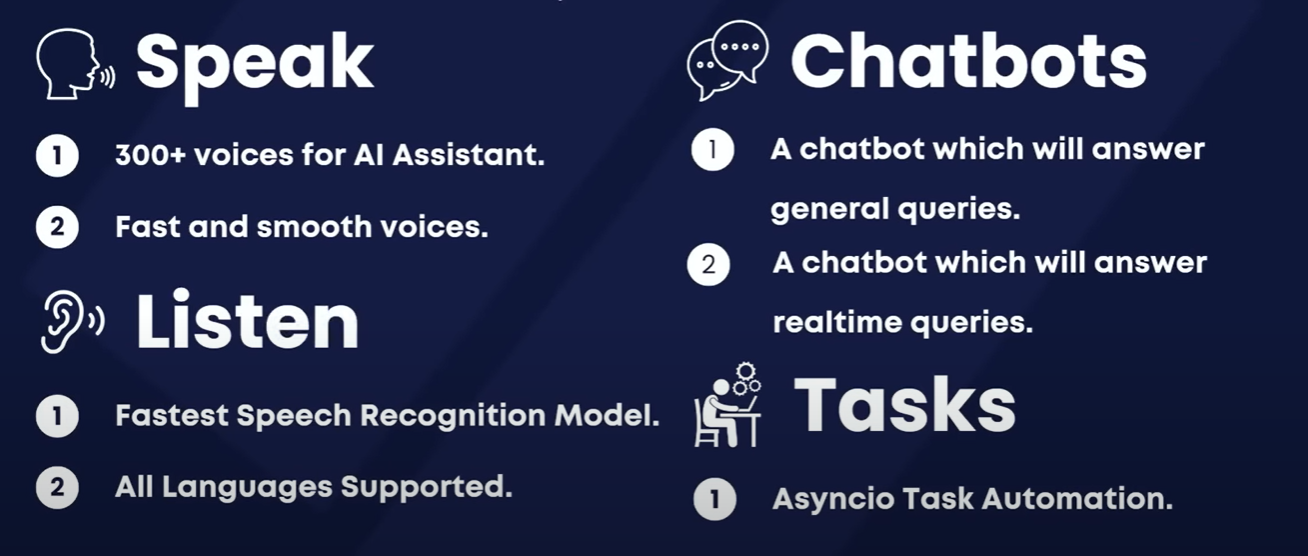 Speak
1 300+ voices for AI Assistant.
2 Fast and smooth voices.
Listen
1 Fastest Speech Recognition Model.
2 All Languages Supported.
Chatbots
1 A chatbot which will answer
general queries.
2 A chatbot which will answer
realtime queries.
Tasks
1 Asyncio Task Automation.